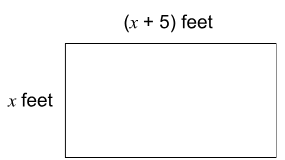 (x + 5) feet
x feet